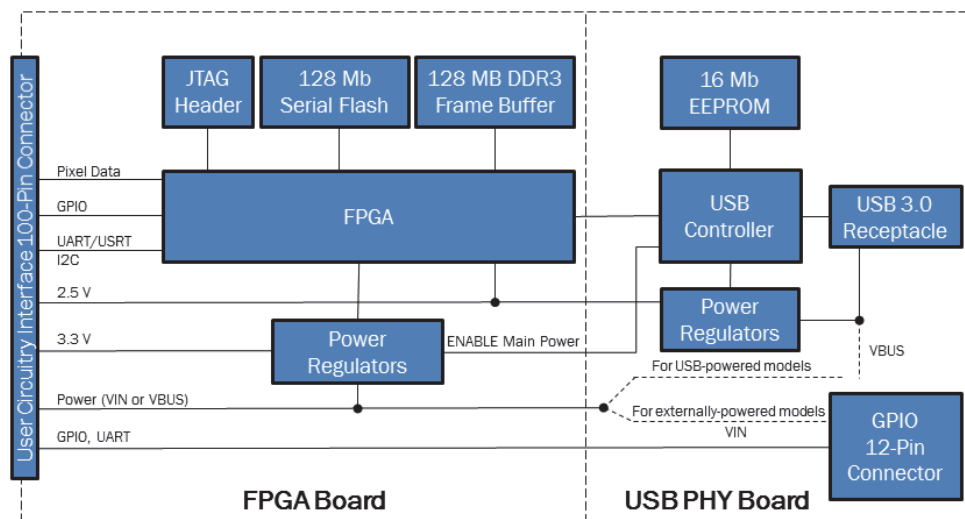 User Circuitry Interface 100-Pin Connector
JTAG
Header
128 Mb
Serial Flash
128 MB DDR3
Frame Buffer
16 Mb
EEPROM
Pixel Data
GPIO
UART/USRT
I2C
2.5 V
3.3 V
Power (VIN or VBUS)
GPIO, UART
FPGA
USB
Controller
USB 3.0
Receptacle
Power
Regulators
ENABLE Main Power
Power
Regulators
VBUS
For USB-powered models
For externally-powered models
VIN
GPIO
12-Pin
Connector
FPGA Board
USB PHY Board